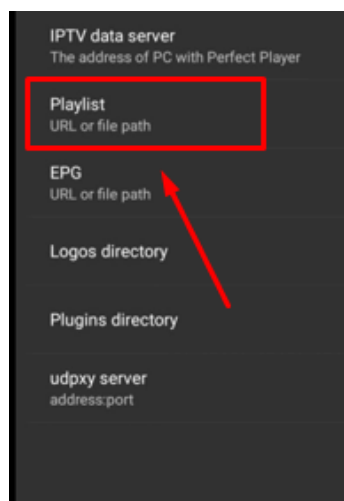 IPTV data server
The address of PC with Perfect Player
Playlist
URL or file path
EPG
URL or file path
Logos directory
Plugins directory
udpxy server
address:port